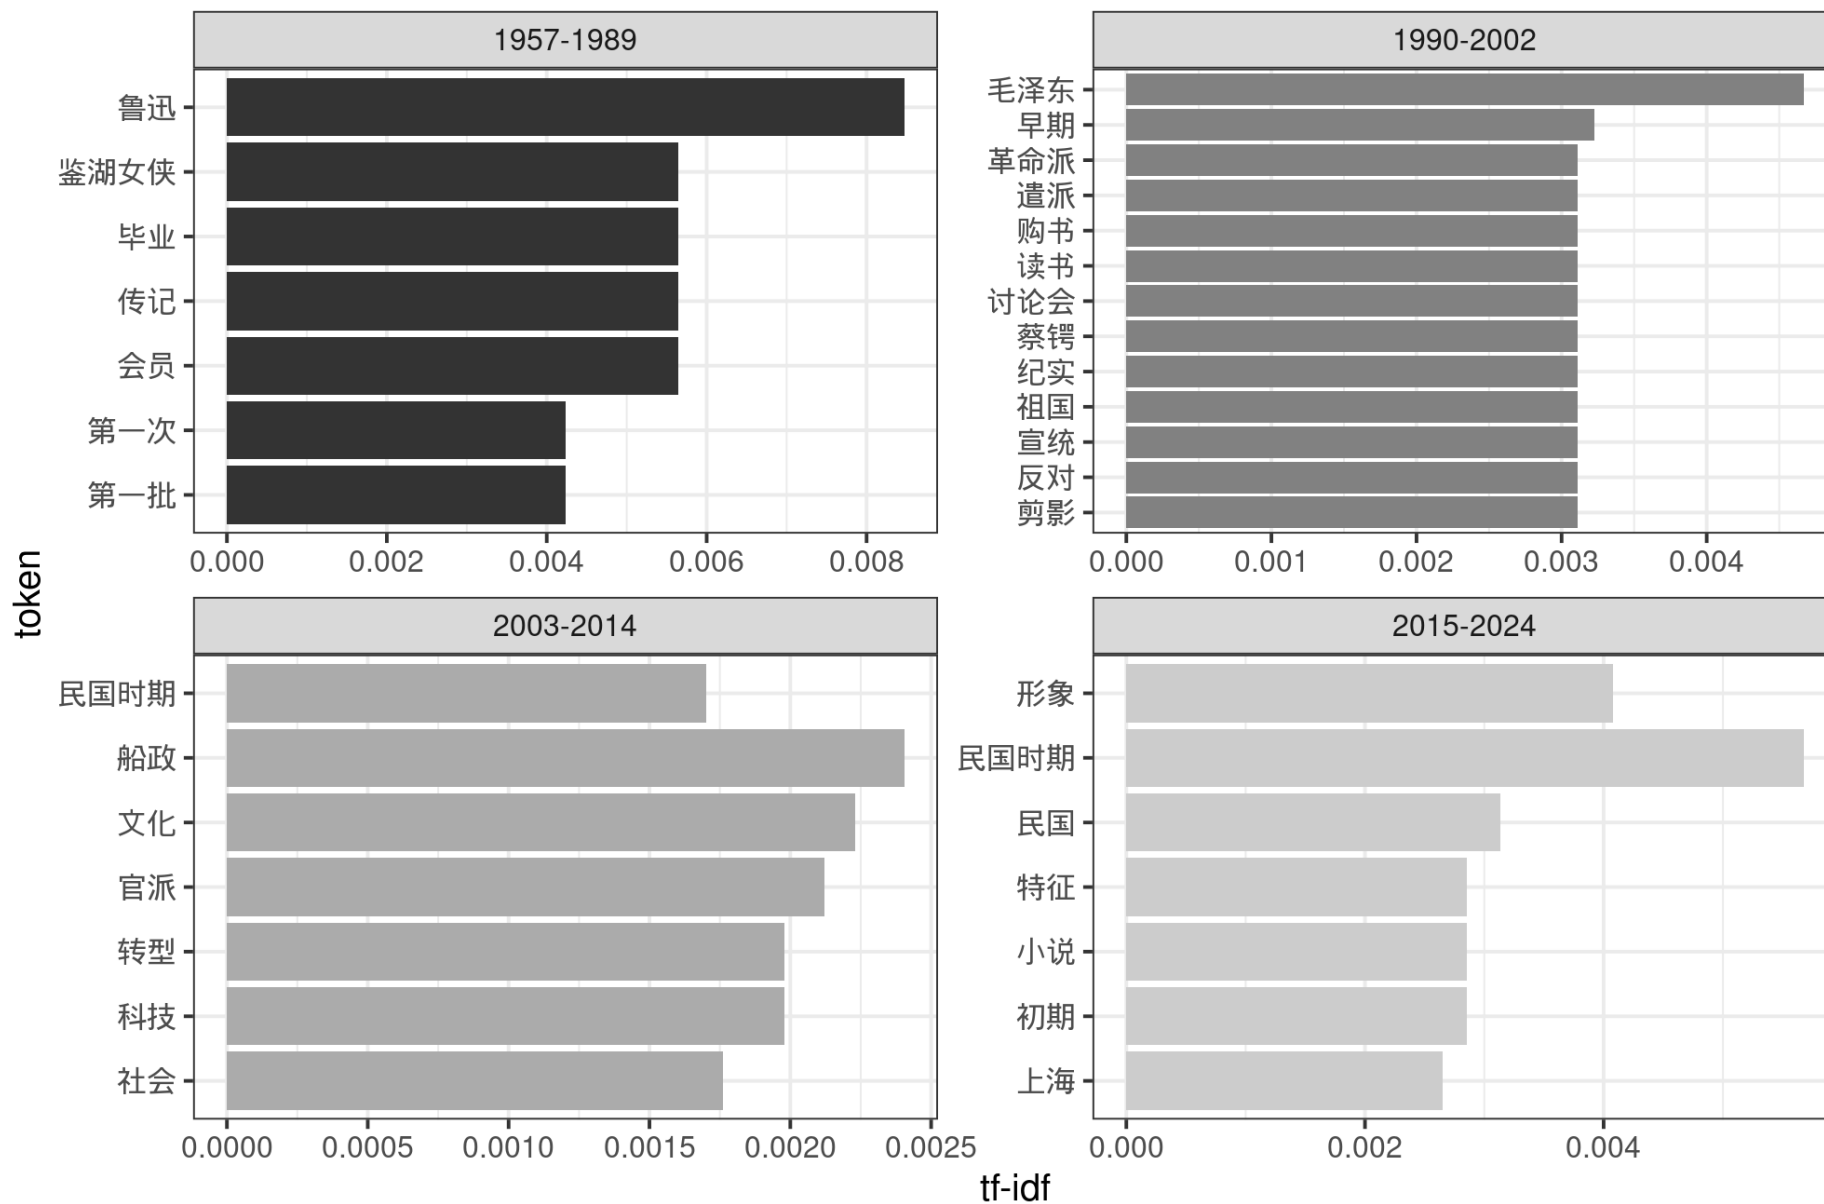 1957-1989
鲁迅
鉴湖女侠
毕业
传记
会员
第一次
第一批
0.000 0.002 0.004 0.006 0.008
1990-2002
毛泽东
早期
革命派
遣派
购书
读书
讨论会
蔡锷
纪实
祖国
宣统
反对
剪影
0.000 0.001 0.002 0.003 0.004
token
2003-2014
民国时期
船政
文化
官派
转型
科技
社会
0.0000 0.0005 0.0010 0.0015 0.0020 0.0025
2015-2024
形象
民国时期
民国
特征
小说
初期
上海
0.000 0.002 0.004
tf-idf